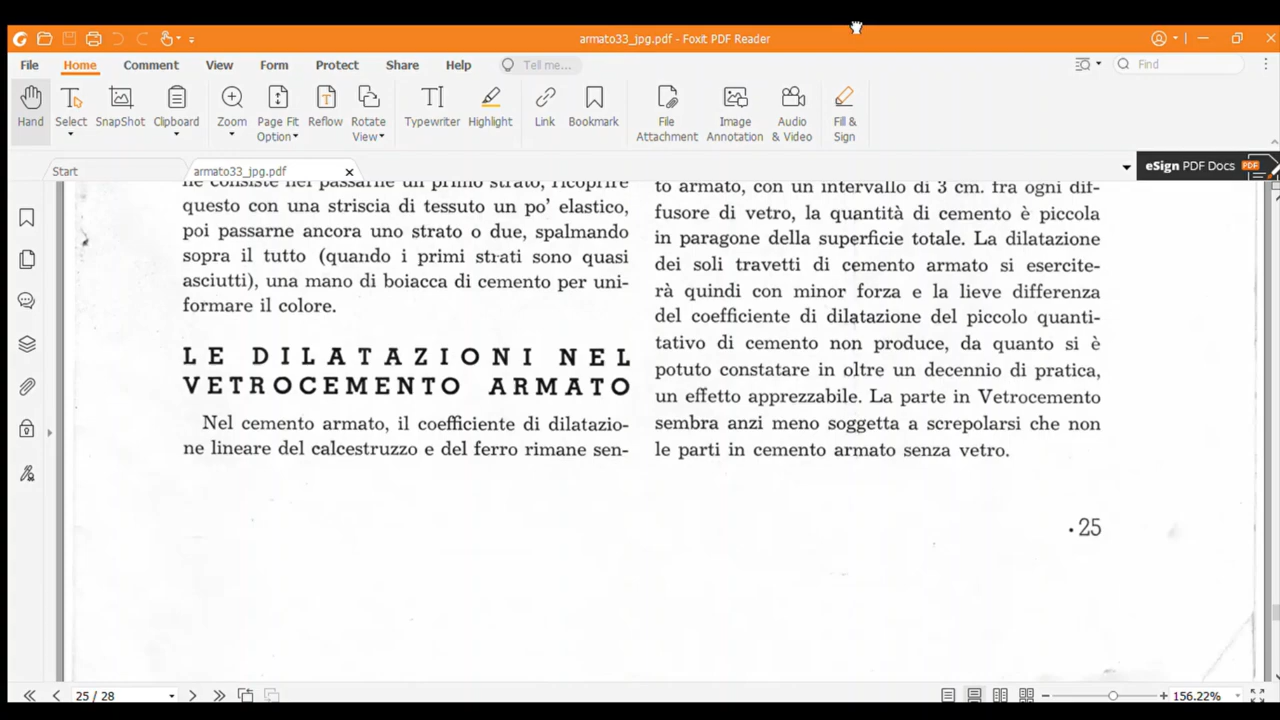 armato33_jpg.pdf - Foxit PDF Reader
File Home Comment View Form Protect Share Help Tell me... Find
Hand Select SnapShot Clipboard Zoom Page Fit Option Reflow Rotate View Typewriter Highlight Link Bookmark File Attachment Image Annotation Audio & Video Fill & Sign
Start armato33_jpg.pdf eSign PDF Docs PDF
ne consiste nel passarne un primo strato, ricoprire
questo con una striscia di tessuto un po' elastico,
poi passarne ancora uno strato o due, spalmando
sopra il tutto (quando i primi strati sono quasi
asciutti), una mano di boiacca di cemento per uni-
formare il colore.
LE DILATAZIONI NEL
VETROCEMENTO ARMATO
Nel cemento armato, il coefficiente di dilatazio-
ne lineare del calcestruzzo e del ferro rimane sen-
to armato, con un intervallo di 3 cm. fra ogni dif-
fusore di vetro, la quantità di cemento è piccola
in paragone della superficie totale. La dilatazione
dei soli travetti di cemento armato si esercite-
rà quindi con minor forza e la lieve differenza
del coefficiente di dilatazione del piccolo quanti-
tativo di cemento non produce, da quanto si è
potuto constatare in oltre un decennio di pratica,
un effetto apprezzabile. La parte in Vetrocemento
sembra anzi meno soggetta a screpolarsi che non
le parti in cemento armato senza vetro.
• 25
25 / 28 156.22%